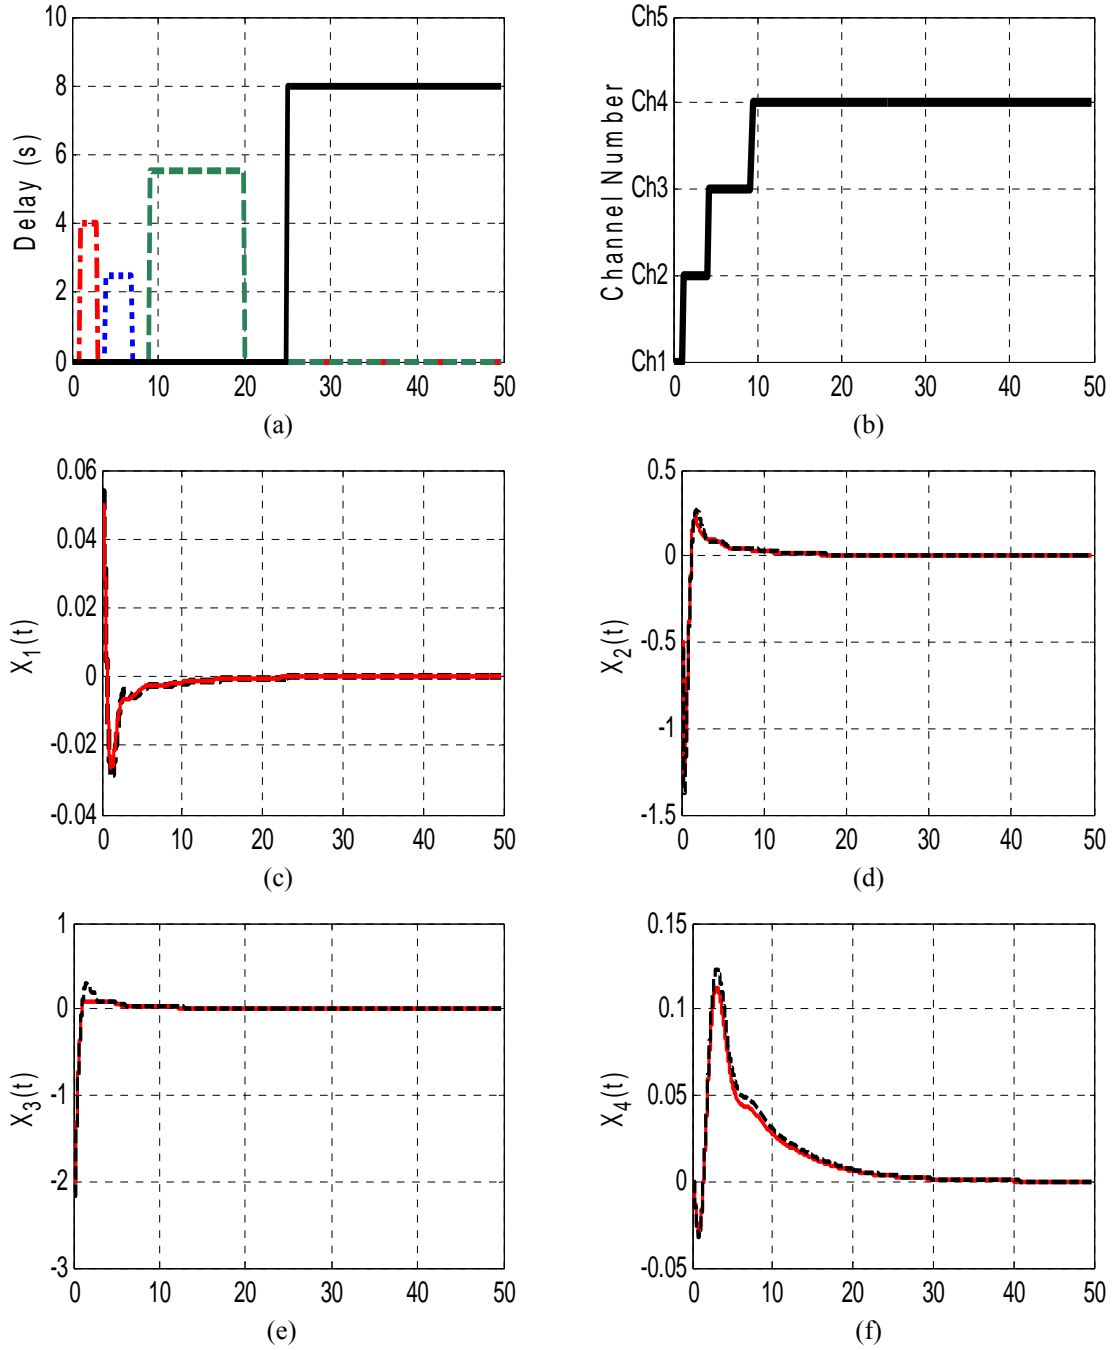 10
8
6
4
2
0
Delay (s)
0 10 20 30 40 50
(a)
Ch5
Ch4
Ch3
Ch2
Ch1
Channel Number
0 10 20 30 40 50
(b)
0.06
0.04
0.02
0
-0.02
-0.04
X1(t)
0 10 20 30 40 50
(c)
0.5
0
-0.5
-1
-1.5
X2(t)
0 10 20 30 40 50
(d)
1
0
-1
-2
-3
X3(t)
0 10 20 30 40 50
(e)
0.15
0.1
0.05
0
-0.05
X4(t)
0 10 20 30 40 50
(f)